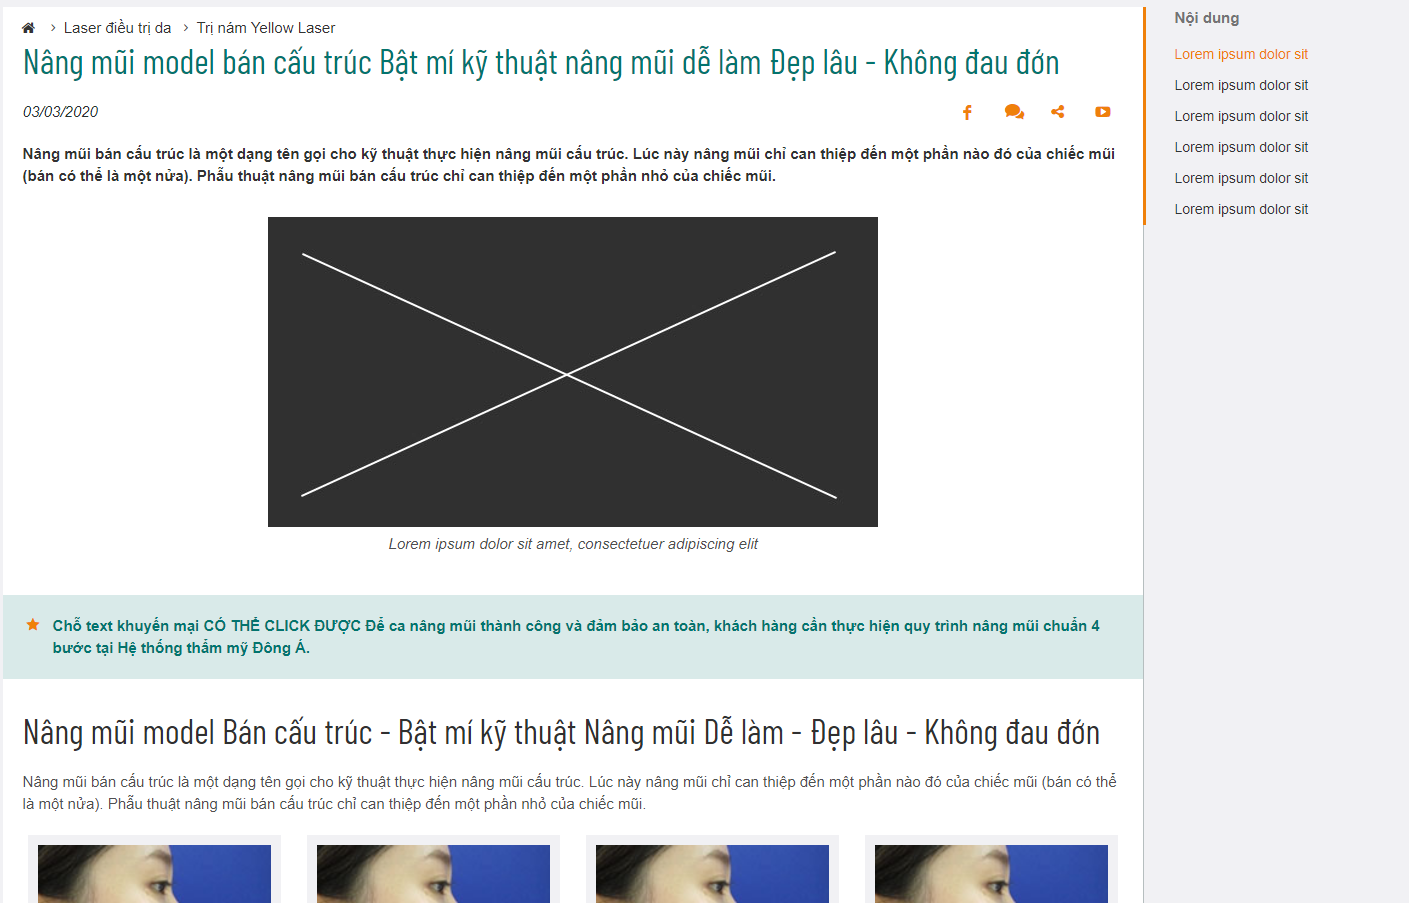 Laser điều trị da › Trị nám Yellow Laser
Nâng mũi model bán cấu trúc Bật mí kỹ thuật nâng mũi dễ làm Đẹp lâu - Không đau đớn
03/03/2020
Nâng mũi bán cấu trúc là một dạng tên gọi cho kỹ thuật thực hiện nâng mũi cấu trúc. Lúc này nâng mũi chỉ can thiệp đến một phần nào đó của chiếc mũi
(bán có thể là một nửa). Phẫu thuật nâng mũi bán cấu trúc chỉ can thiệp đến một phần nhỏ của chiếc mũi.
Lorem ipsum dolor sit amet, consectetuer adipiscing elit
Chỗ text khuyến mại CÓ THỂ CLICK ĐƯỢC Để ca nâng mũi thành công và đảm bảo an toàn, khách hàng cần thực hiện quy trình nâng mũi chuẩn 4
bước tại Hệ thống thẩm mỹ Đông Á.
Nâng mũi model Bán cấu trúc - Bật mí kỹ thuật Nâng mũi Dễ làm - Đẹp lâu - Không đau đớn
Nâng mũi bán cấu trúc là một dạng tên gọi cho kỹ thuật thực hiện nâng mũi cấu trúc. Lúc này nâng mũi chỉ can thiệp đến một phần nào đó của chiếc mũi (bán có thể
là một nửa). Phẫu thuật nâng mũi bán cấu trúc chỉ can thiệp đến một phần nhỏ của chiếc mũi.
Nội dung
Lorem ipsum dolor sit
Lorem ipsum dolor sit
Lorem ipsum dolor sit
Lorem ipsum dolor sit
Lorem ipsum dolor sit
Lorem ipsum dolor sit